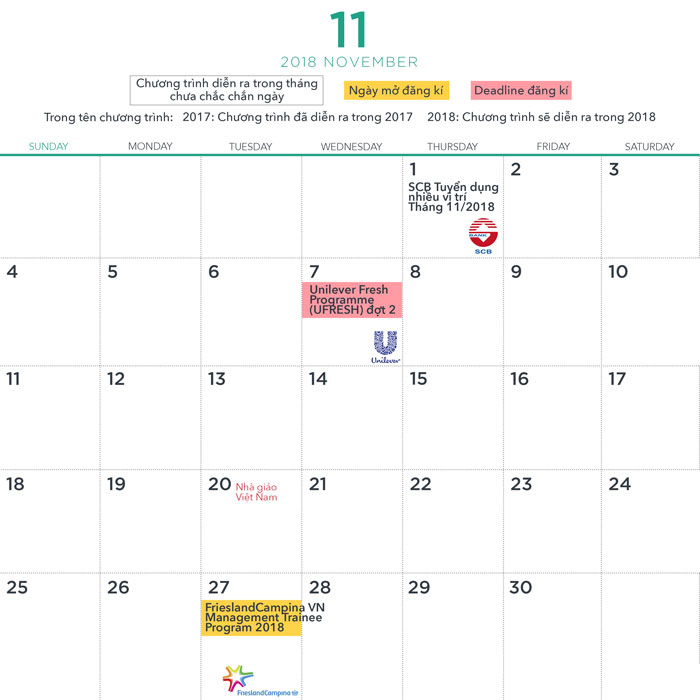 11
2018 NOVEMBER
Chương trình diễn ra trong tháng
chưa chắc chắn ngày
Ngày mở đăng kí
Deadline đăng kí
Trong tên chương trình: 2017: Chương trình đã diễn ra trong 2017 2018: Chương trình sẽ diễn ra trong 2018
SUNDAY MONDAY TUESDAY WEDNESDAY THURSDAY FRIDAY SATURDAY
1 2 3
SCB Tuyển dụng
nhiều vị trí
Tháng 11/2018
BANK
SCB
4 5 6 7 8 9 10
Unilever Fresh
Programme
(UFRESH) đợt 2
Unilever
11 12 13 14 15 16 17
18 19 20 21 22 23 24
Nhà giáo
Việt Nam
25 26 27 28 29 30
FrieslandCampina VN
Management Trainee
Program 2018
FrieslandCampina